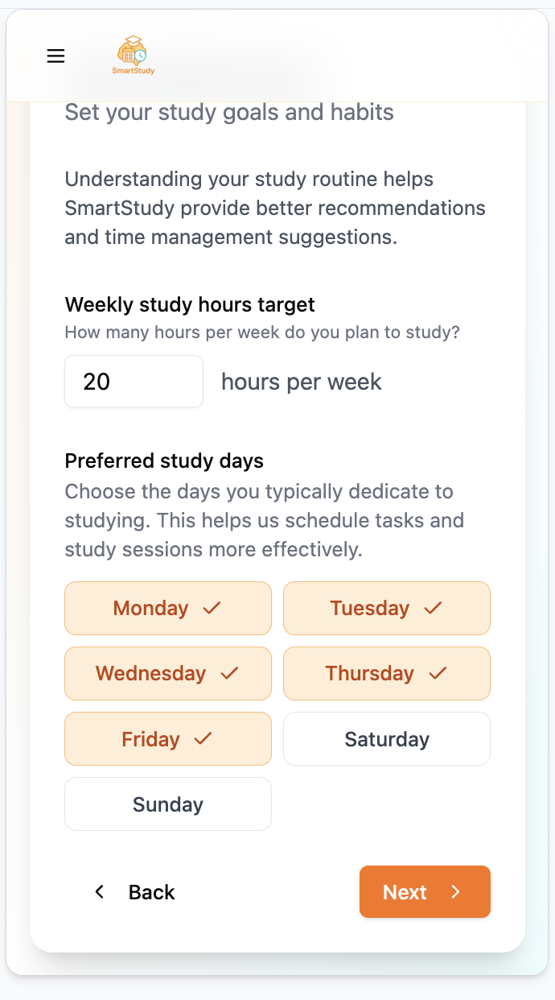 SmartStudy
Set your study goals and habits
Understanding your study routine helps
SmartStudy provide better recommendations
and time management suggestions.
Weekly study hours target
How many hours per week do you plan to study?
20 hours per week
Preferred study days
Choose the days you typically dedicate to
studying. This helps us schedule tasks and
study sessions more effectively.
Monday Tuesday
Wednesday Thursday
Friday Saturday
Sunday
Back Next